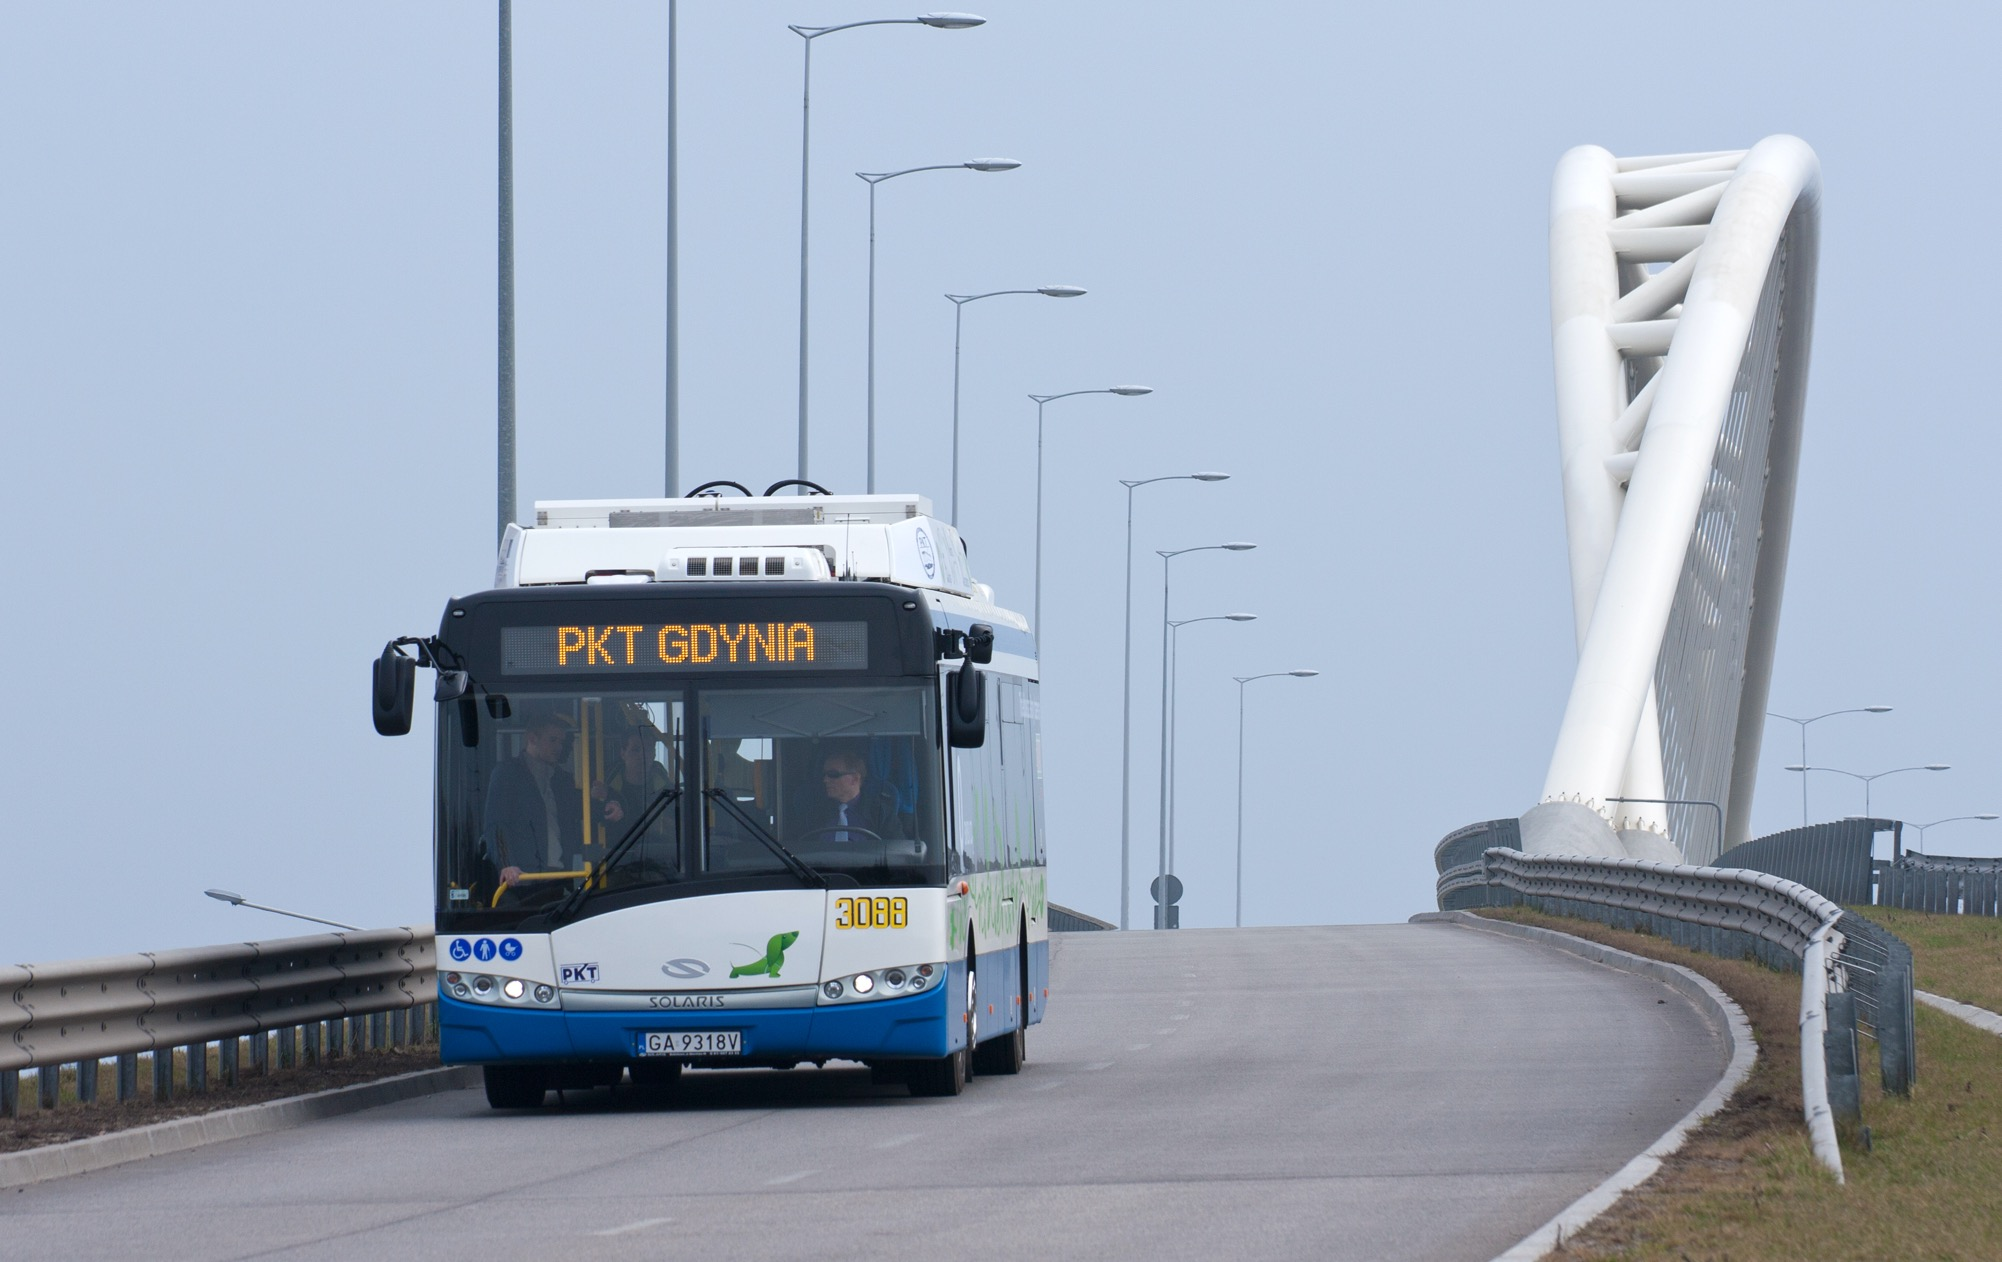 PKT GDYNIA
3088
PKT
SOLARIS
GA 9318V